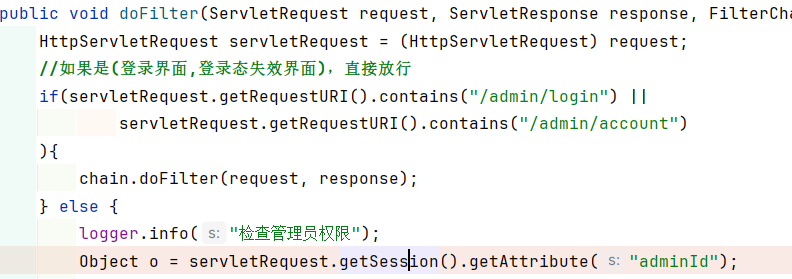 public void doFilter(ServletRequest request, ServletResponse response, FilterCha
HttpServletRequest servletRequest = (HttpServletRequest) request;
//如果是(登录界面,登录态失效界面)，直接放行
if(servletRequest.getRequestURI().contains("/admin/login") ||
servletRequest.getRequestURI().contains("/admin/account")
){
chain.doFilter(request, response);
} else {
logger.info( s: "检查管理员权限");
Object o = servletRequest.getSession().getAttribute( s: "adminId");